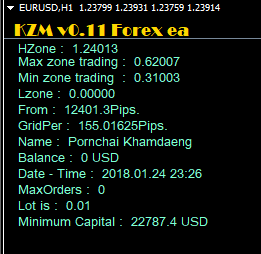 EURUSD,H1 1.23799 1.23931 1.23759 1.23914
KZM v0.11 Forex ea
HZone : 1.24013
Max zone trading : 0.62007
Min zone trading : 0.31003
Lzone : 0.00000
From : 12401.3Pips.
GridPer : 155.01625Pips.
Name : Pornchai Khamdaeng
Balance : 0 USD
Date - Time : 2018.01.24 23:26
MaxOrders : 0
Lot is : 0.01
Minimum Capital : 22787.4 USD